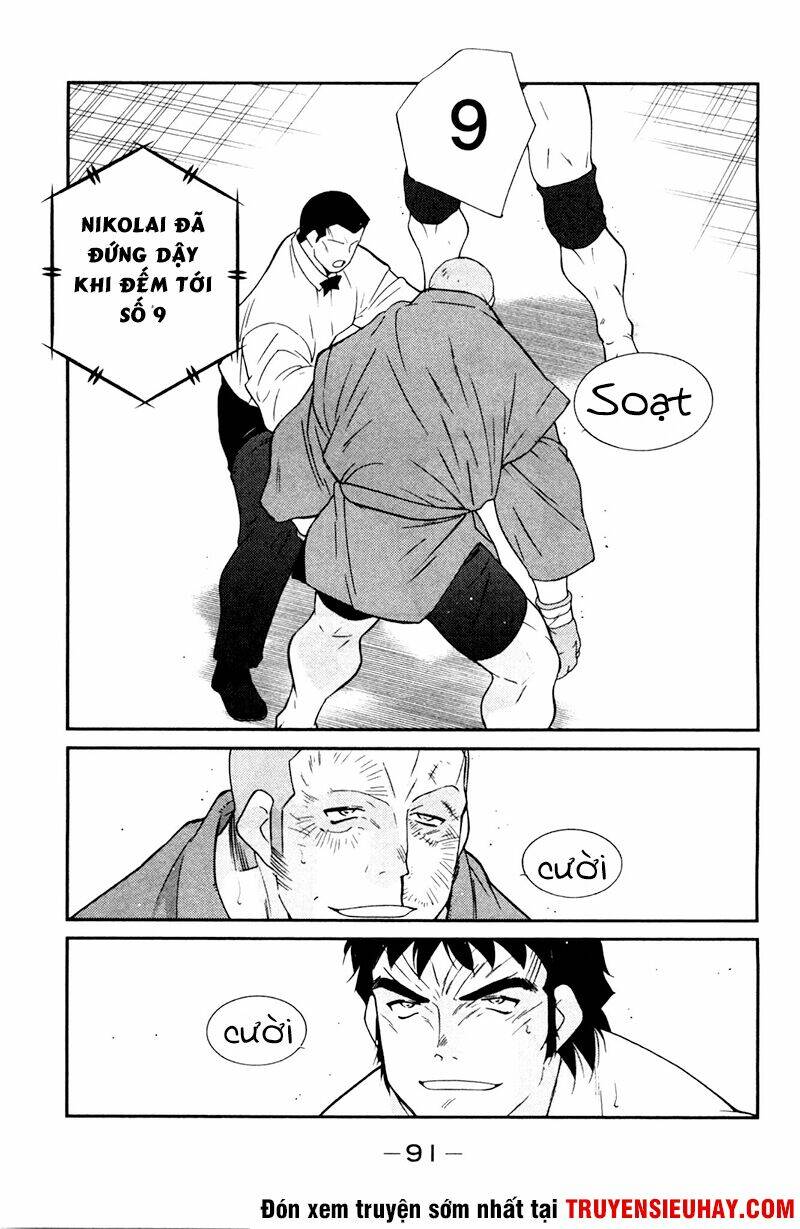 9
NIKOLAI ĐÃ
ĐỨNG DẬY
KHI ĐẾM TỚI
SỐ 9
Soạt
cười
cười
—91—
Đón xem truyện sớm nhất tại TRUYENSIEUHAY.COM